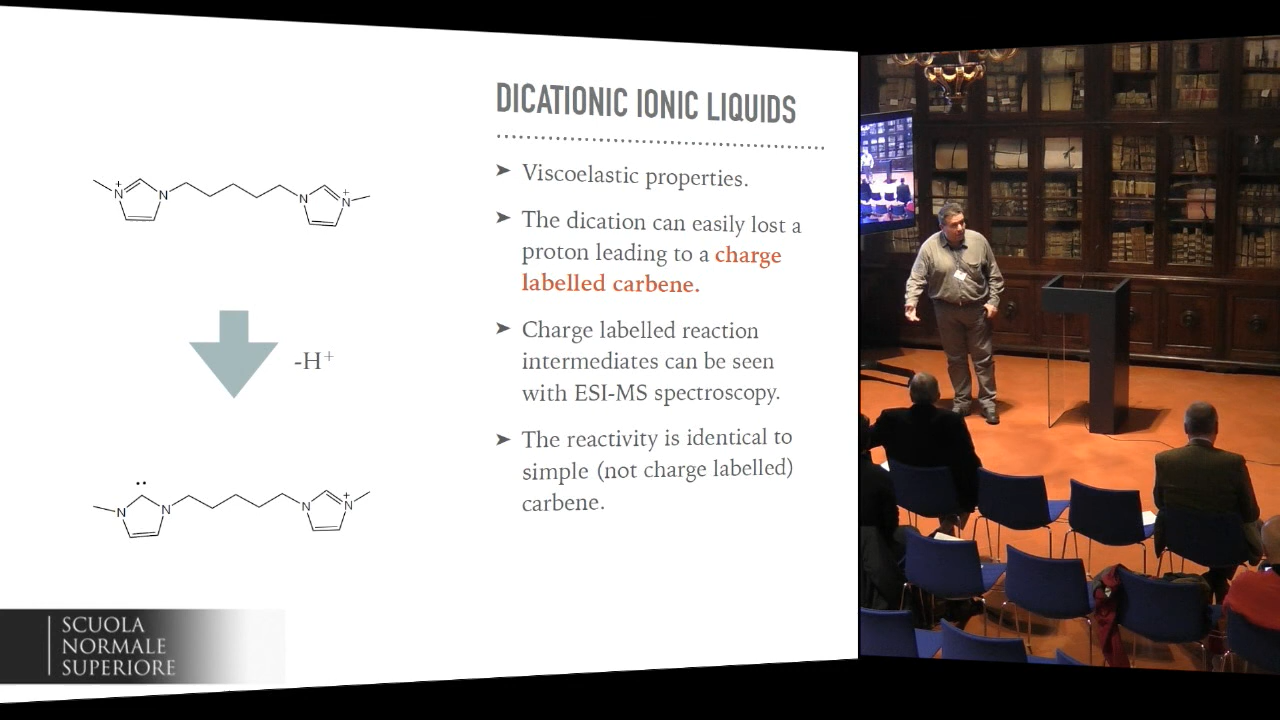 DICATIONIC IONIC LIQUIDS
➤ Viscoelastic properties.
➤ The dication can easily lost a
proton leading to a charge
labelled carbene.
➤ Charge labelled reaction
intermediates can be seen
with ESI-MS spectroscopy.
➤ The reactivity is identical to
simple (not charge labelled)
carbene.
N+ N N N+
-H+
N N N N+
SCUOLA
NORMALE
SUPERIORE